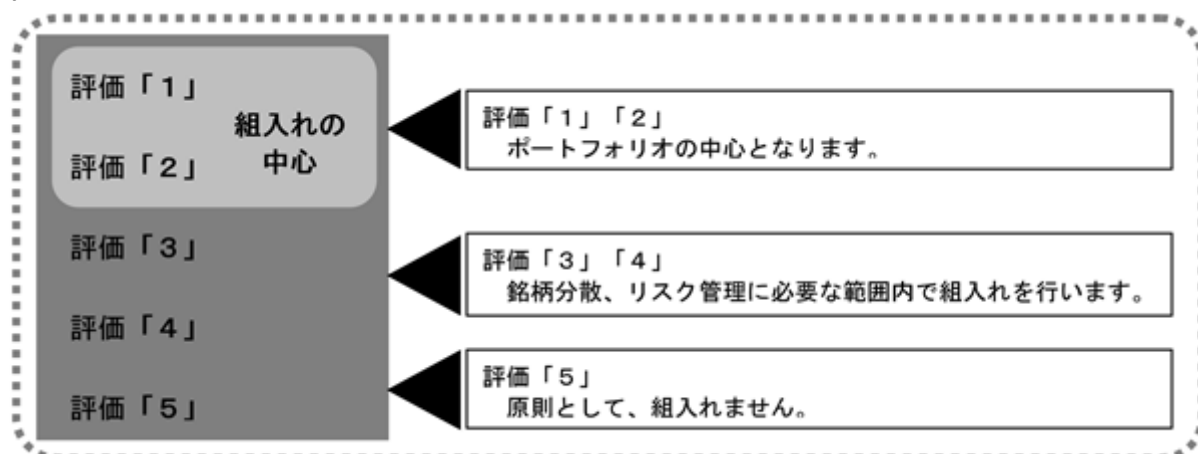 評価「１」
評価「２」
組入れの
中心
評価「３」
評価「４」
評価「５」
評価「１」「２」
ポートフォリオの中心となります。
評価「３」「４」
銘柄分散、リスク管理に必要な範囲内で組入れを行います。
評価「５」
原則として、組入れません。